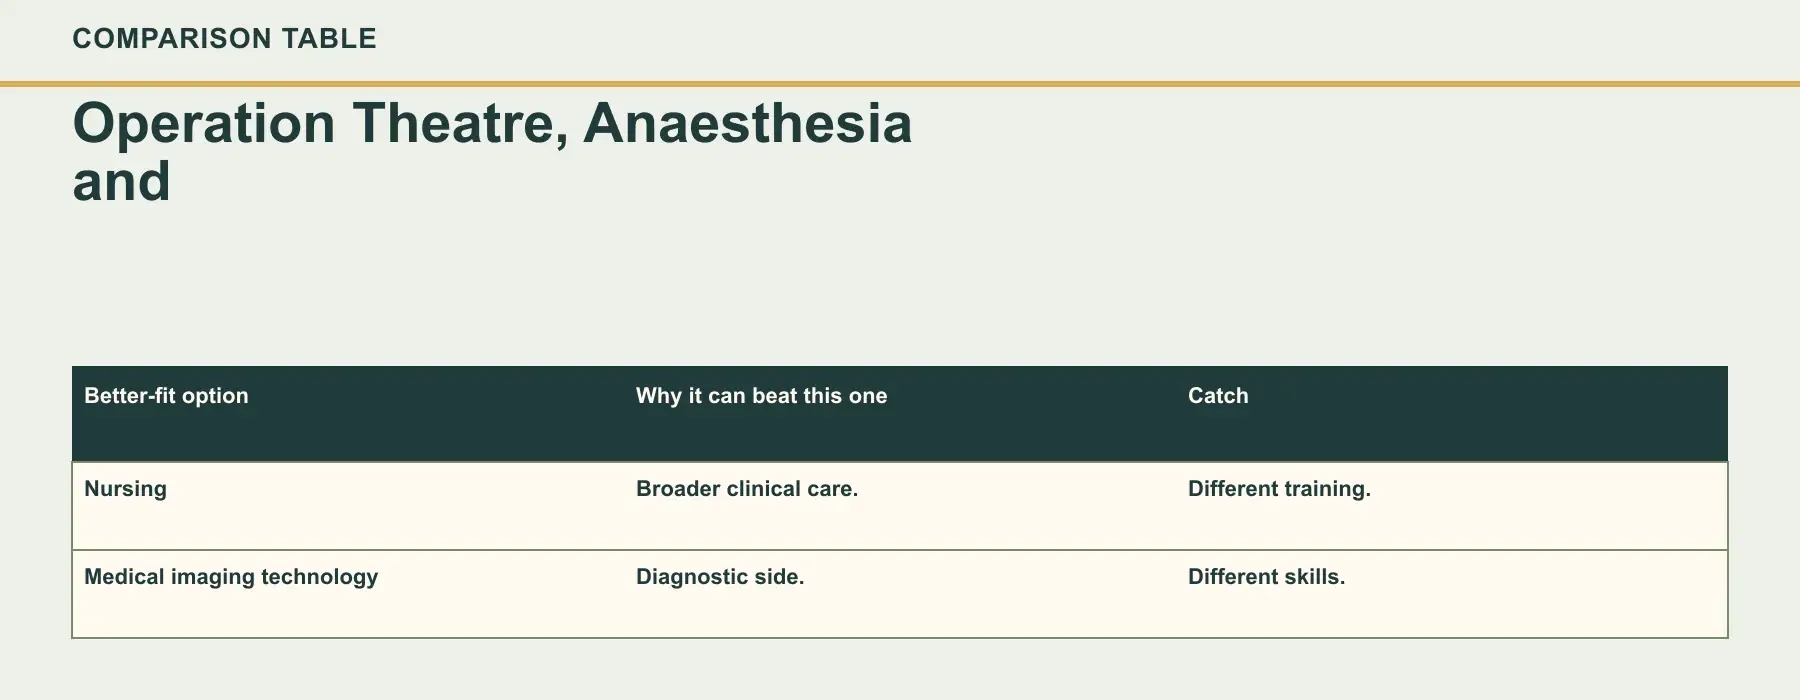 COMPARISON TABLE
Operation Theatre, Anaesthesia
and
Better-fit option Why it can beat this one Catch
Nursing Broader clinical care. Different training.
Medical imaging technology Diagnostic side. Different skills.